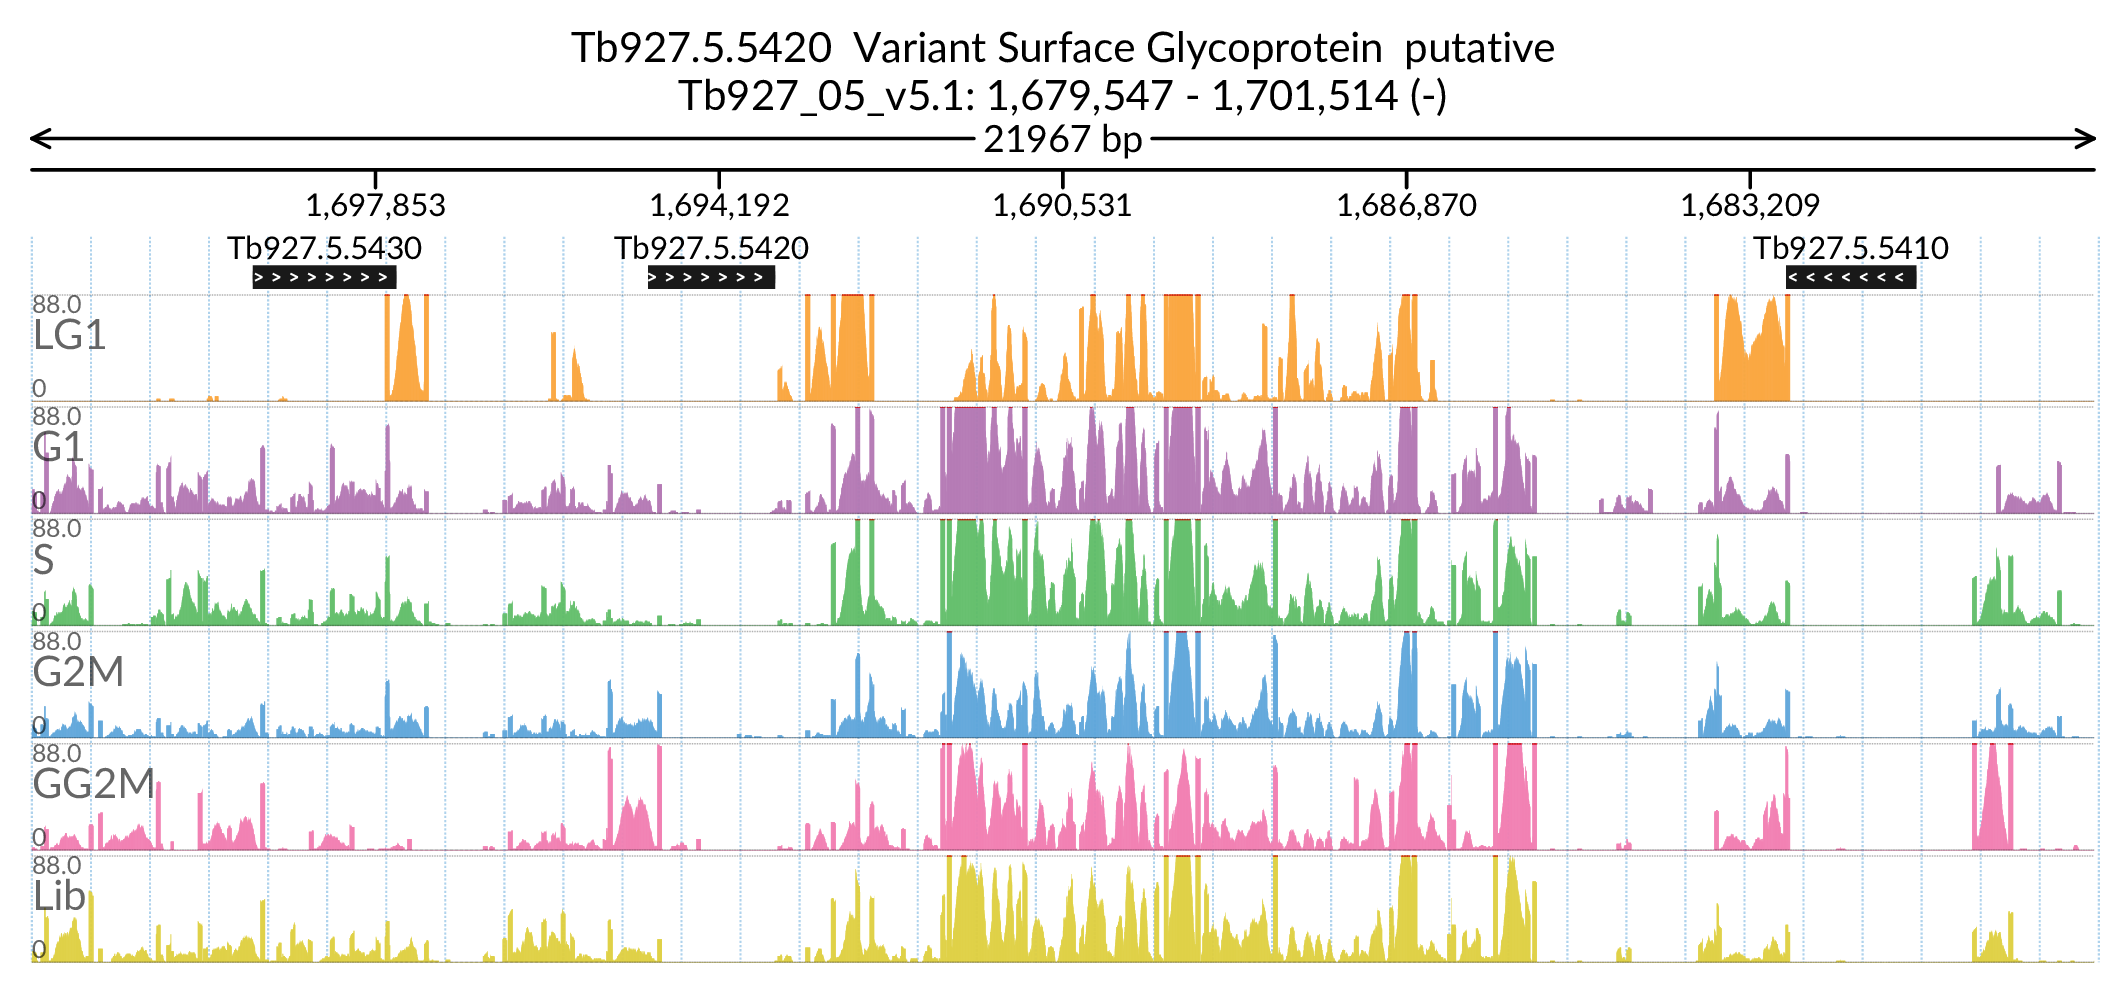 Tb927.5.5420 Variant Surface Glycoprotein putative
Tb927_05_v5.1: 1,679,547 - 1,701,514 (-)
21967 bp
1,697,853 1,694,192 1,690,531 1,686,870 1,683,209
Tb927.5.5430 Tb927.5.5420 Tb927.5.5410
> > > > > > > > > > > > > > > < < < < < < <
88.0
LG1
0
88.0
G1
0
88.0
S
0
88.0
G2M
0
88.0
GG2M
0
88.0
Lib
0